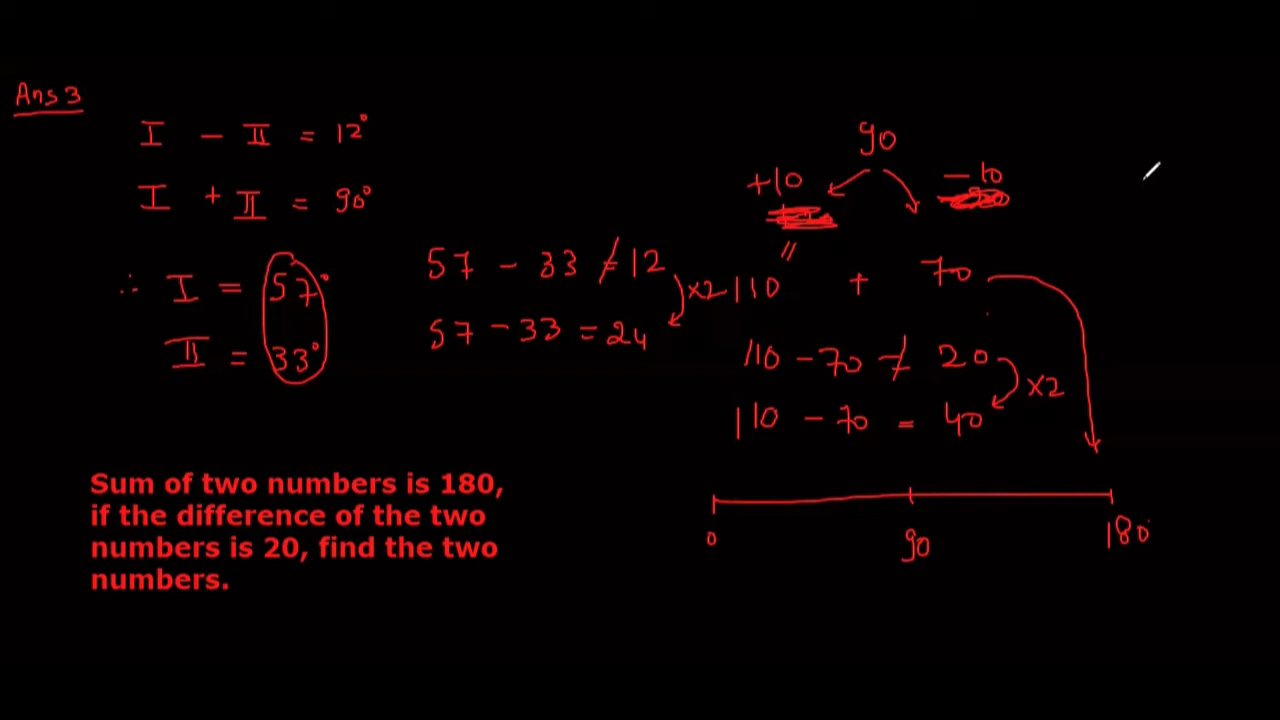 Ans 3
I - II = 12°
I + II = 90°
∴ I = 57°
II = 33°
57 - 33 ≠ 12
×2
57 - 33 = 24
90
+10
-10
110 + 70
110 - 70 ≠ 20
×2
110 - 70 = 40
0 90 180
Sum of two numbers is 180,
if the difference of the two
numbers is 20, find the two
numbers.